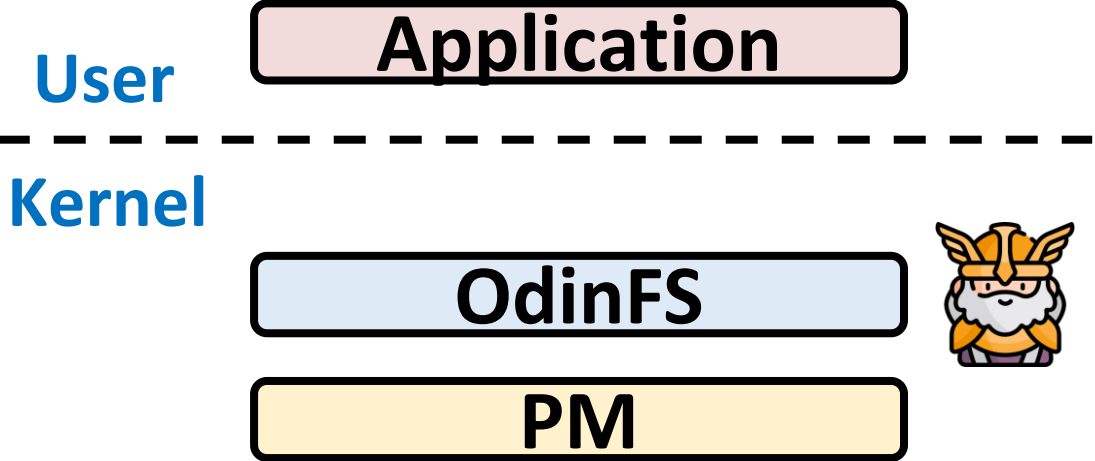 Application
User
Kernel
OdinFS
PM